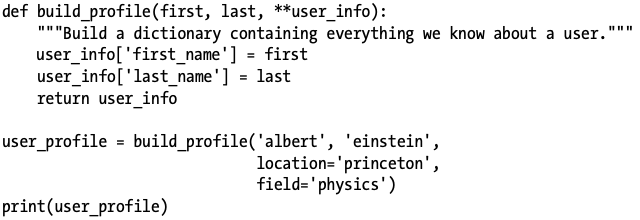 def build_profile(first, last, **user_info):
    """Build a dictionary containing everything we know about a user."""
    user_info['first_name'] = first
    user_info['last_name'] = last
    return user_info

user_profile = build_profile('albert', 'einstein',
                             location='princeton',
                             field='physics')
print(user_profile)